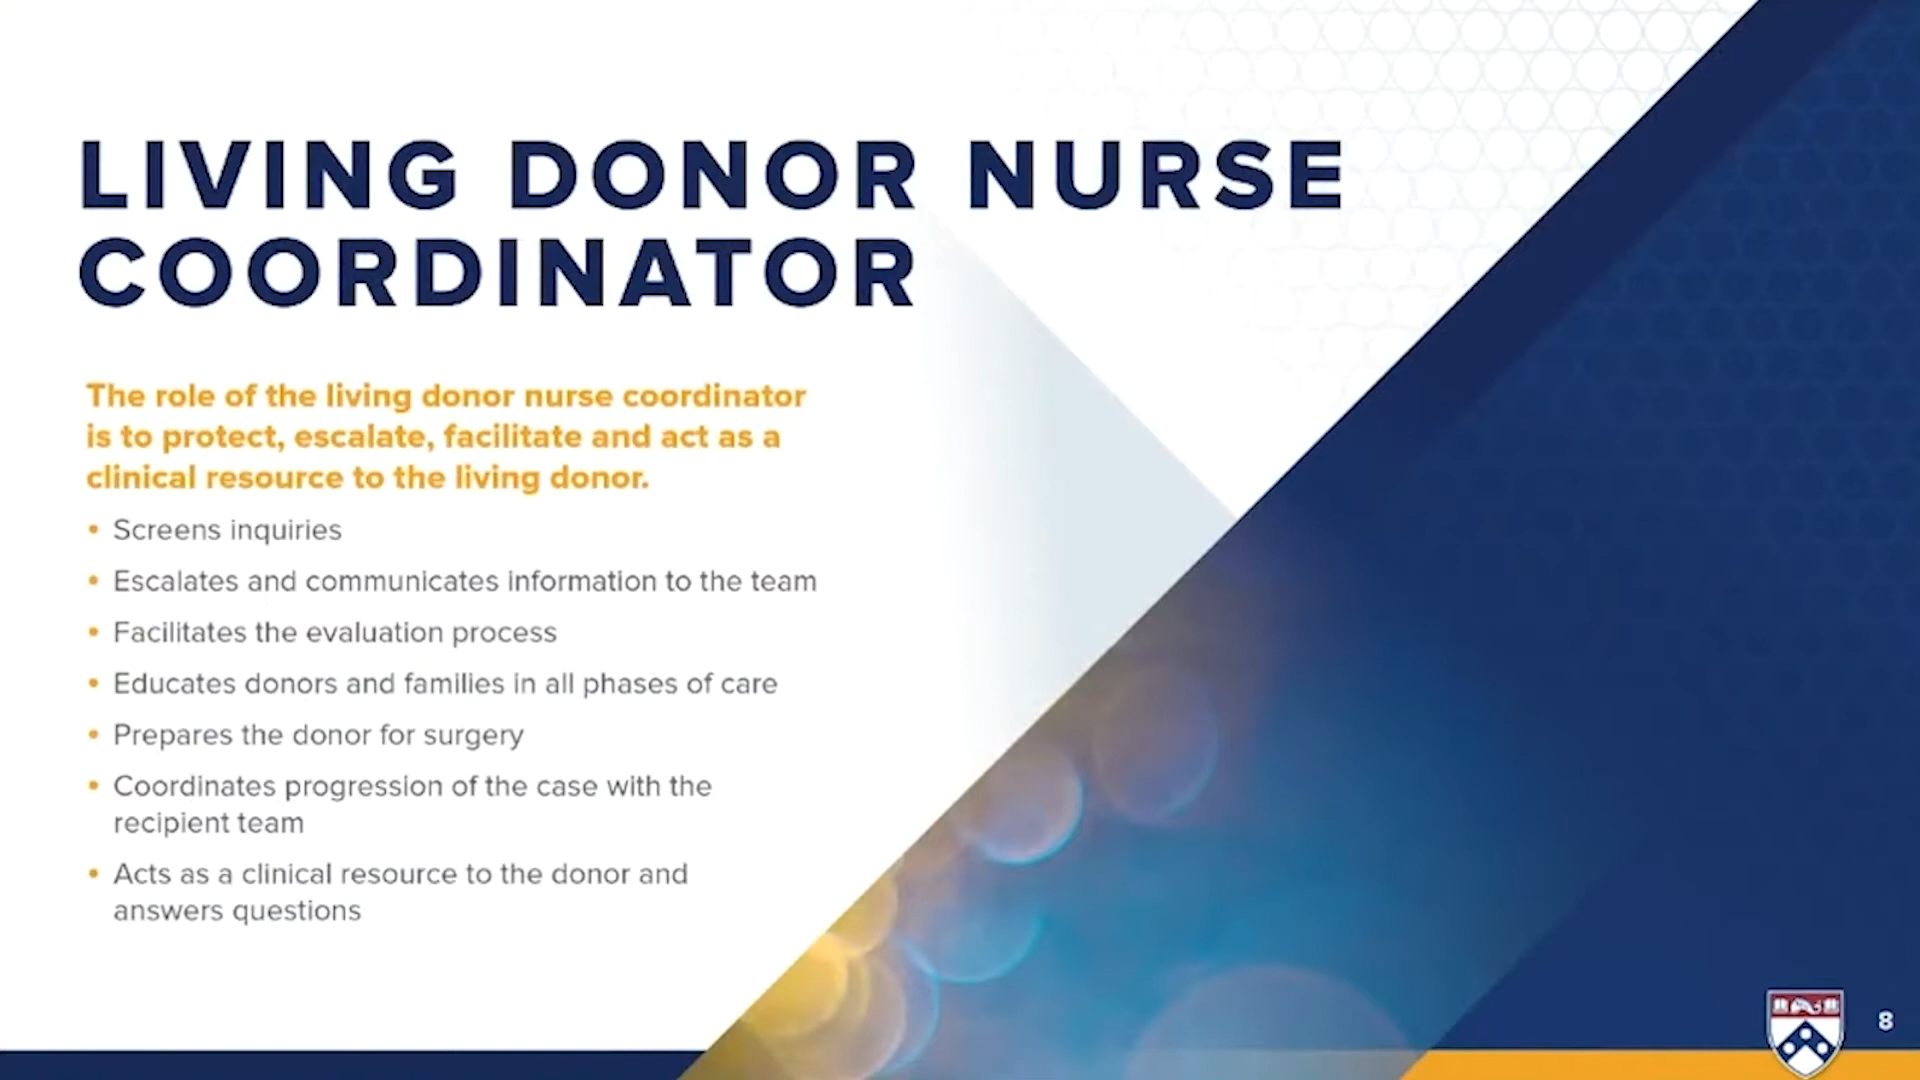 LIVING DONOR NURSE
COORDINATOR
The role of the living donor nurse coordinator
is to protect, escalate, facilitate and act as a
clinical resource to the living donor.
• Screens inquiries
• Escalates and communicates information to the team
• Facilitates the evaluation process
• Educates donors and families in all phases of care
• Prepares the donor for surgery
• Coordinates progression of the case with the
recipient team
• Acts as a clinical resource to the donor and
answers questions
8